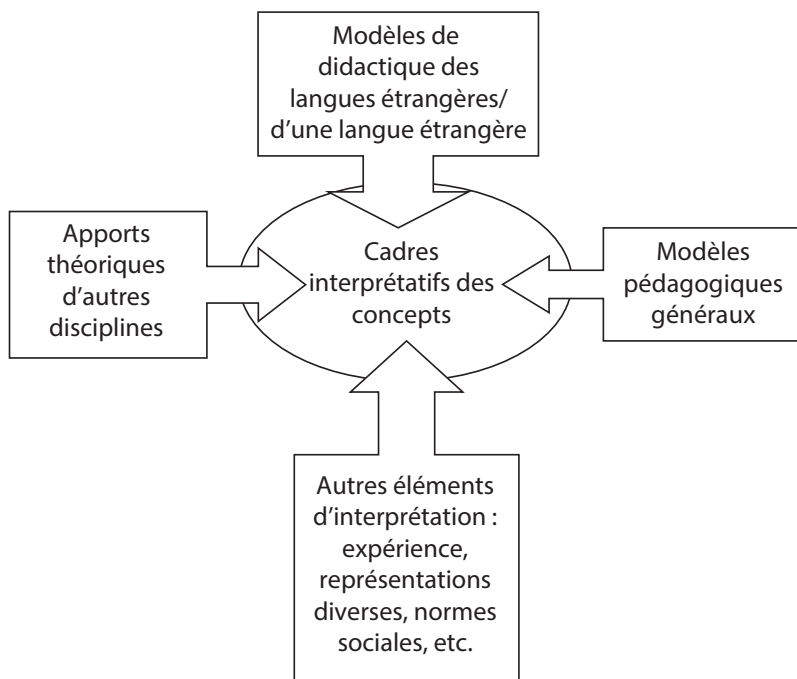 Modèles de
didactique des
langues étrangères/
d’une langue étrangère
Apports
théoriques
d’autres
disciplines
Cadres
interprétatifs des
concepts
Modèles
pédagogiques
généraux
Autres éléments
d’interprétation :
expérience,
représentations
diverses, normes
sociales, etc.